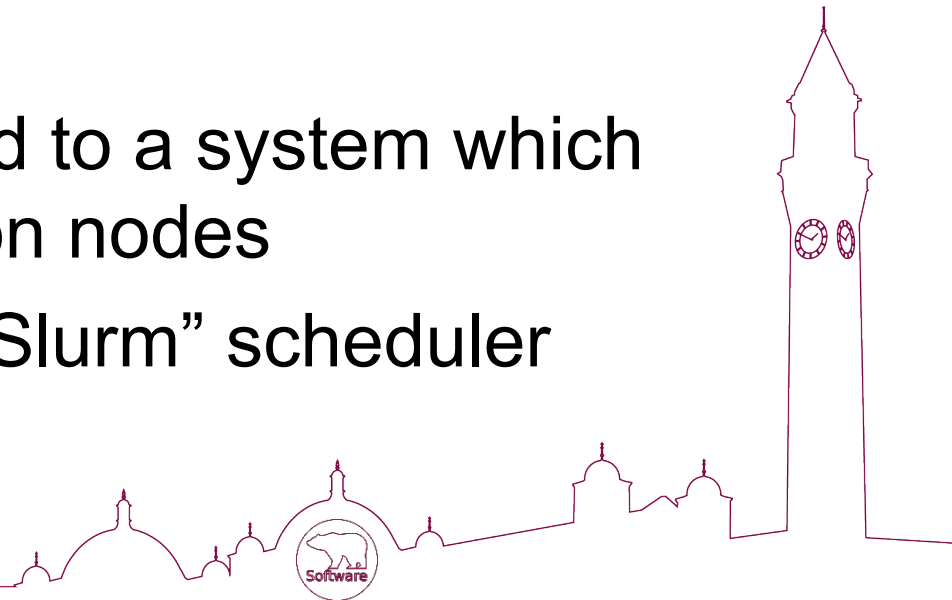 d to a system which
on nodes
Slurm” scheduler
Software